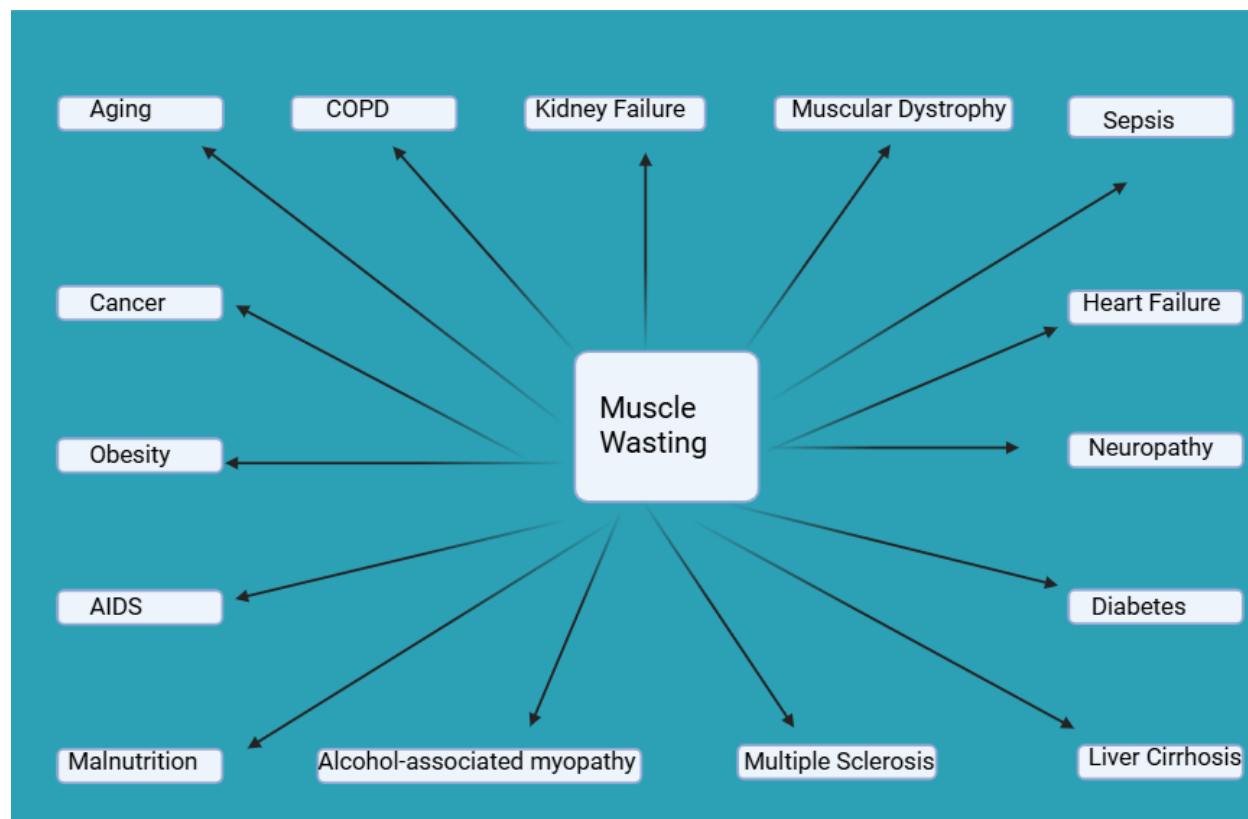 Aging
COPD
Kidney Failure
Muscular Dystrophy
Sepsis
Cancer
Heart Failure
Muscle
Wasting
Obesity
Neuropathy
AIDS
Diabetes
Malnutrition
Alcohol-associated myopathy
Multiple Sclerosis
Liver Cirrhosis